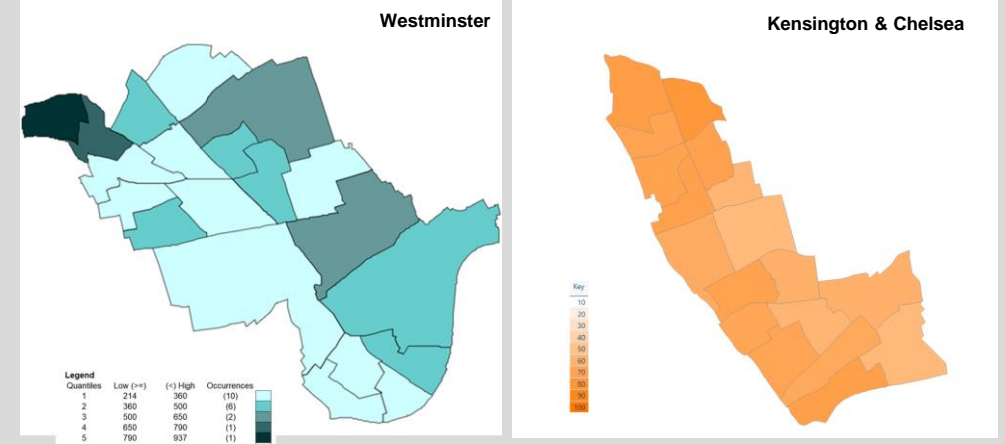 Westminster
Kensington & Chelsea
Legend
Quantiles Low (>=) (<) High Occurrences
1 214 360 (10)
2 360 500 (6)
3 500 650 (2)
4 650 790 (1)
5 790 937 (1)
Key
10
20
30
40
50
60
70
80
90
100